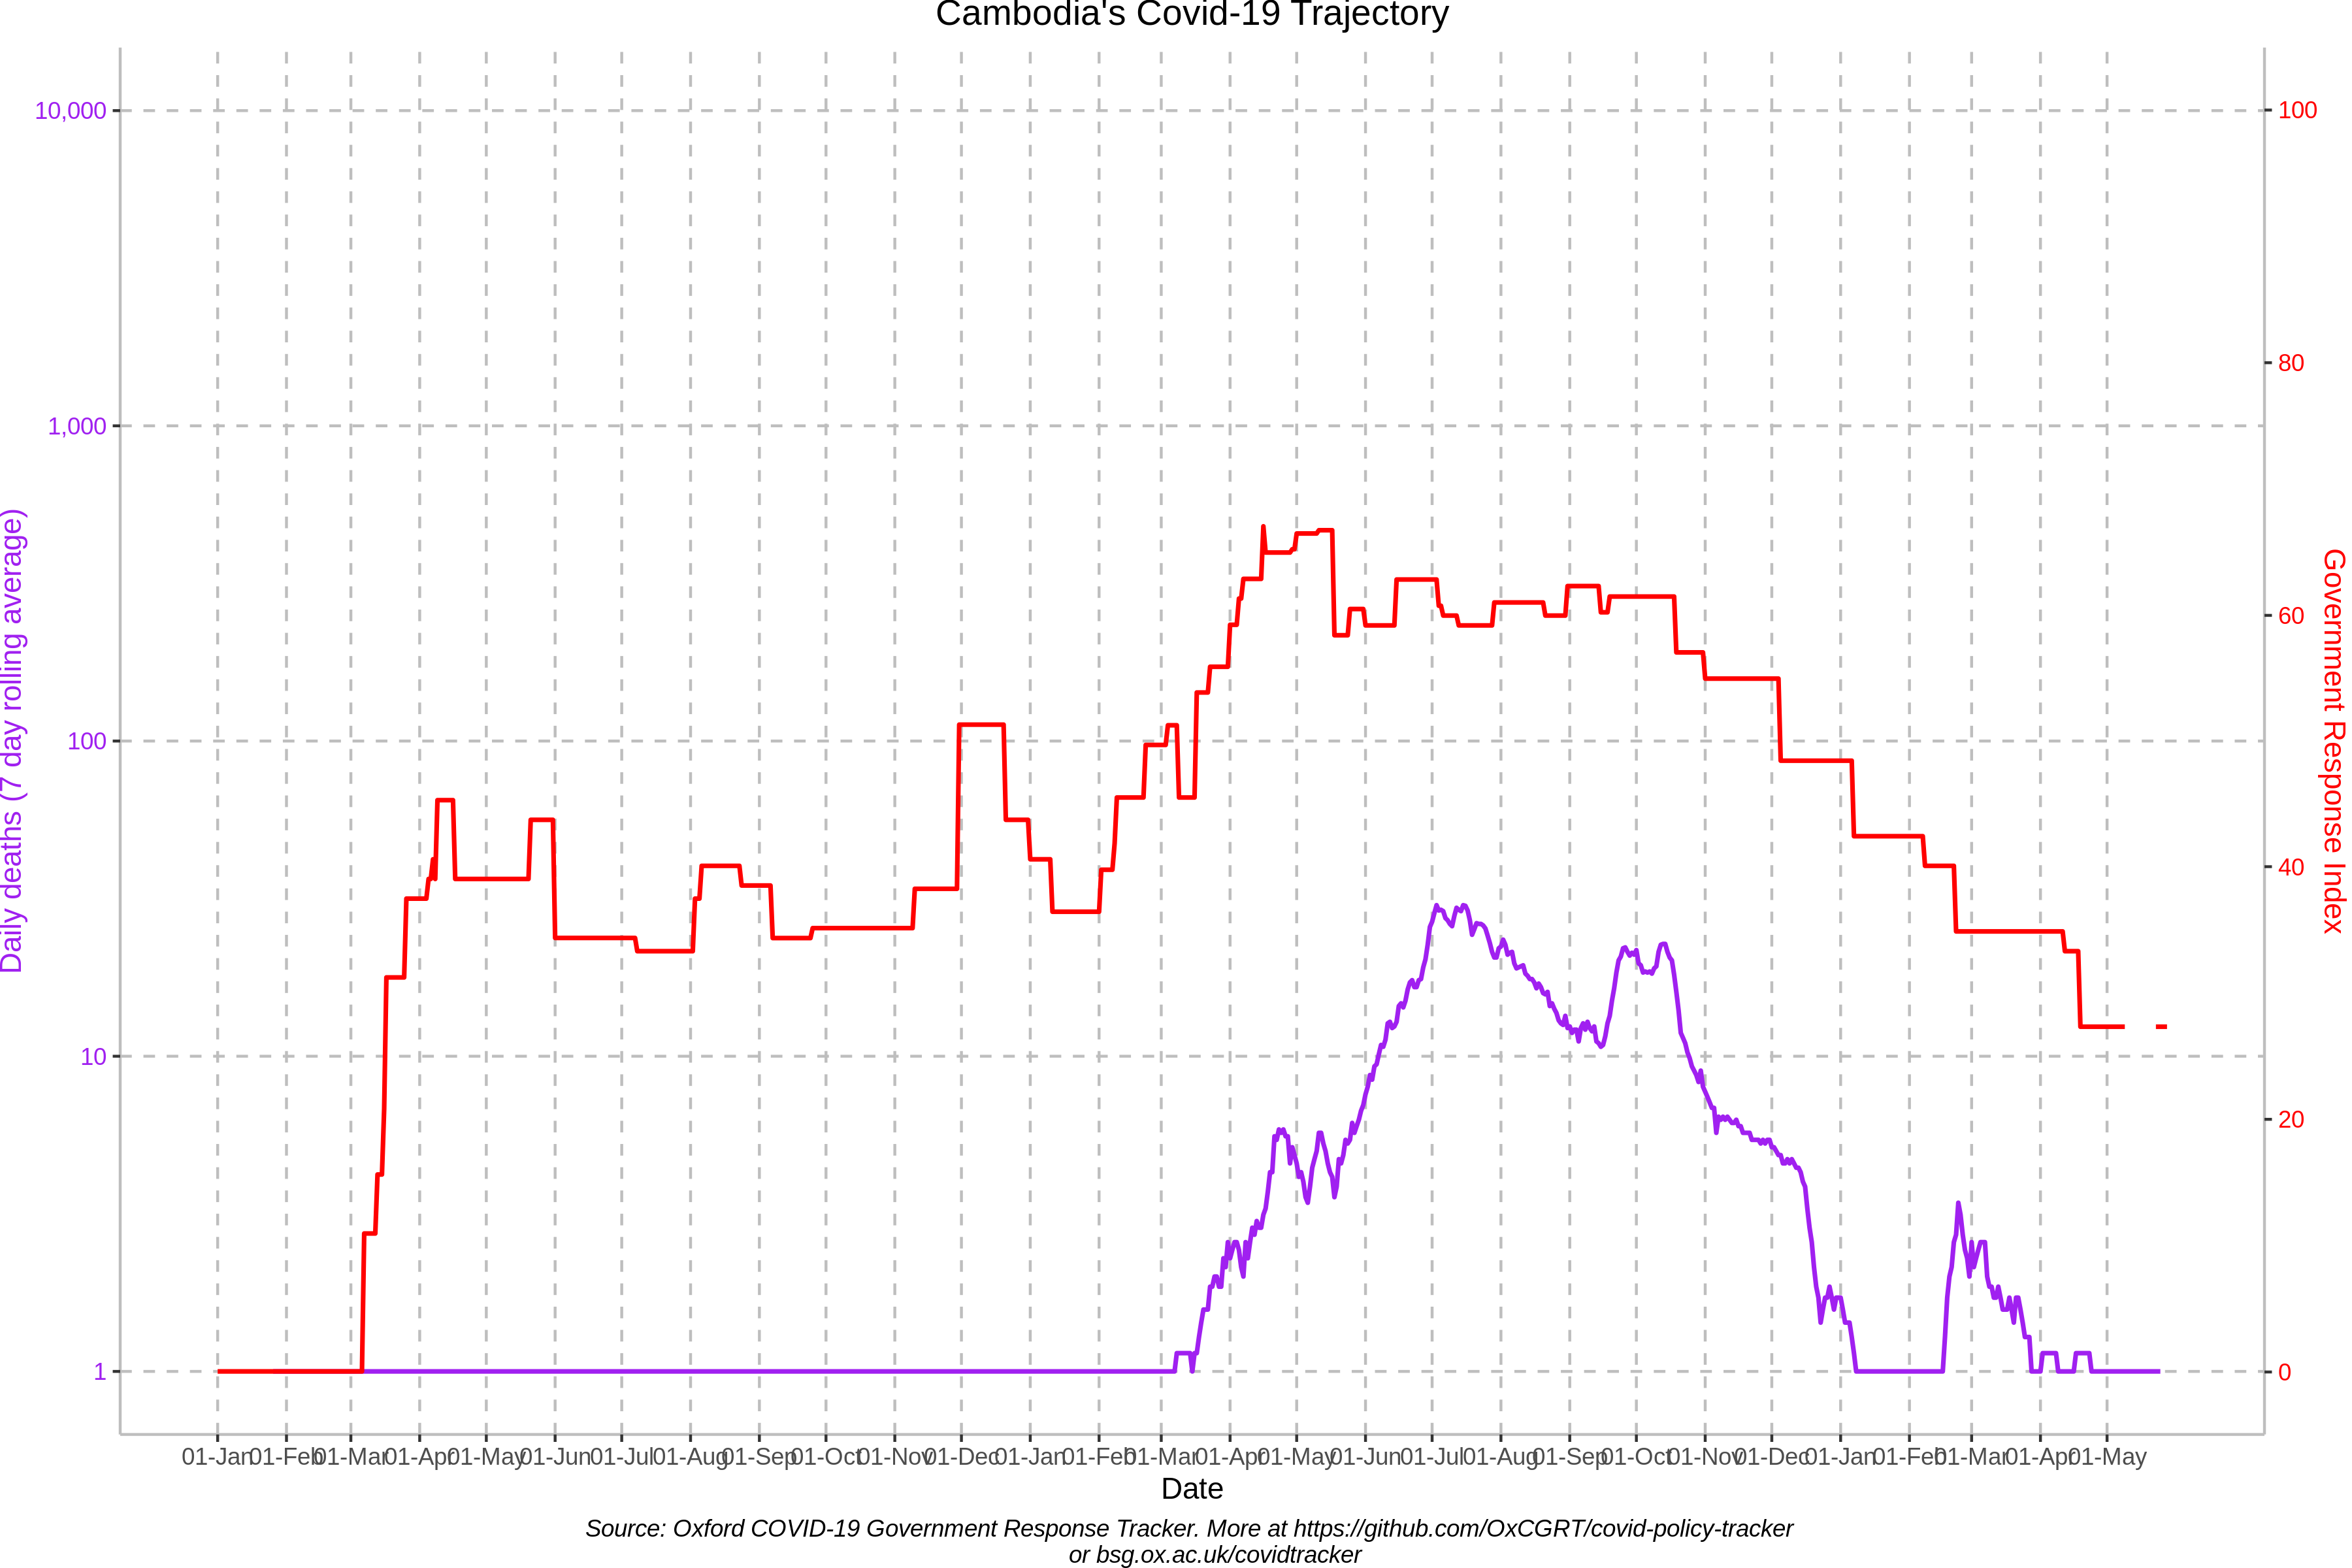 Cambodia's Covid-19 Trajectory
10,000
1,000
100
10
1
Daily deaths (7 day rolling average)
100
80
60
40
20
0
Government Response Index
01-Jan 01-Feb 01-Mar 01-Apr 01-May 01-Jun 01-Jul 01-Aug 01-Sep 01-Oct 01-Nov 01-Dec 01-Jan 01-Feb 01-Mar 01-Apr 01-May 01-Jun 01-Jul 01-Aug 01-Sep 01-Oct 01-Nov 01-Dec 01-Jan 01-Feb 01-Mar 01-Apr 01-May
Date
Source: Oxford COVID-19 Government Response Tracker. More at https://github.com/OxCGRT/covid-policy-tracker
or bsg.ox.ac.uk/covidtracker